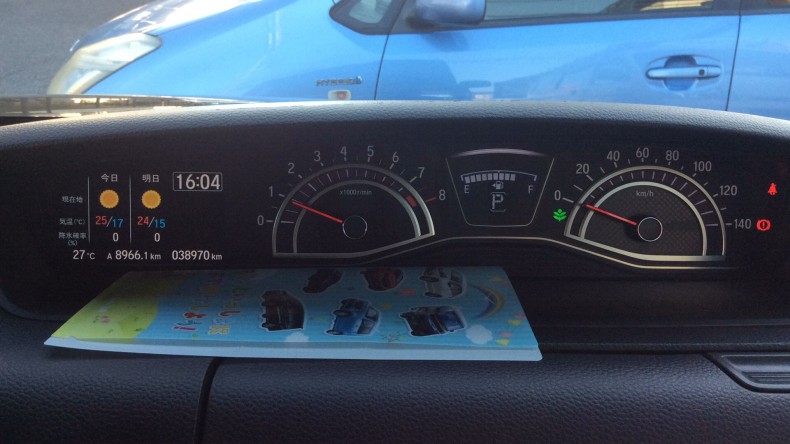 今日 明日 16:04
現在地
気温(℃) 25/17 24/15
降水確率(%) 0 0
27℃ A 8966.1 km 038970 km
0 1 2 3 4 5 6 7 8
x1000r/min
E F
P
0 20 40 60 80 100 120 140
km/h